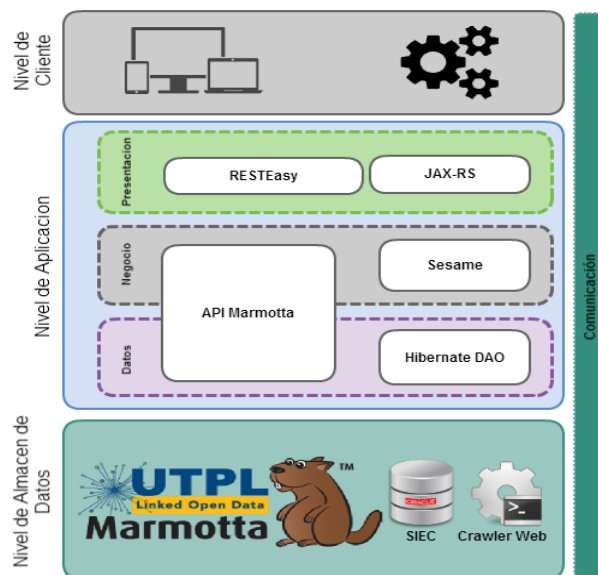 Nivel de
Cliente
Nivel de Aplicacion
Presentacion
RESTEasy
JAX-RS
Negocio
API Marmotta
Sesame
Datos
Hibernate DAO
Nivel de Almacen de
Datos
UTPL
Linked Open Data
Marmotta
TM
ORACLE
SIEC
>_
Crawler Web
Comunicación